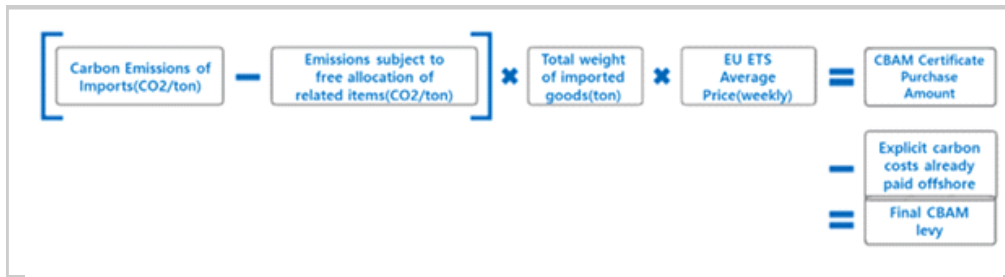 Carbon Emissions of
Imports(CO2/ton)
Emissions subject to
free allocation of
related items(CO2/ton)
Total weight
of imported
goods(ton)
EU ETS
Average
Price(weekly)
CBAM Certificate
Purchase
Amount
Explicit carbon
costs already
paid offshore
Final CBAM
levy